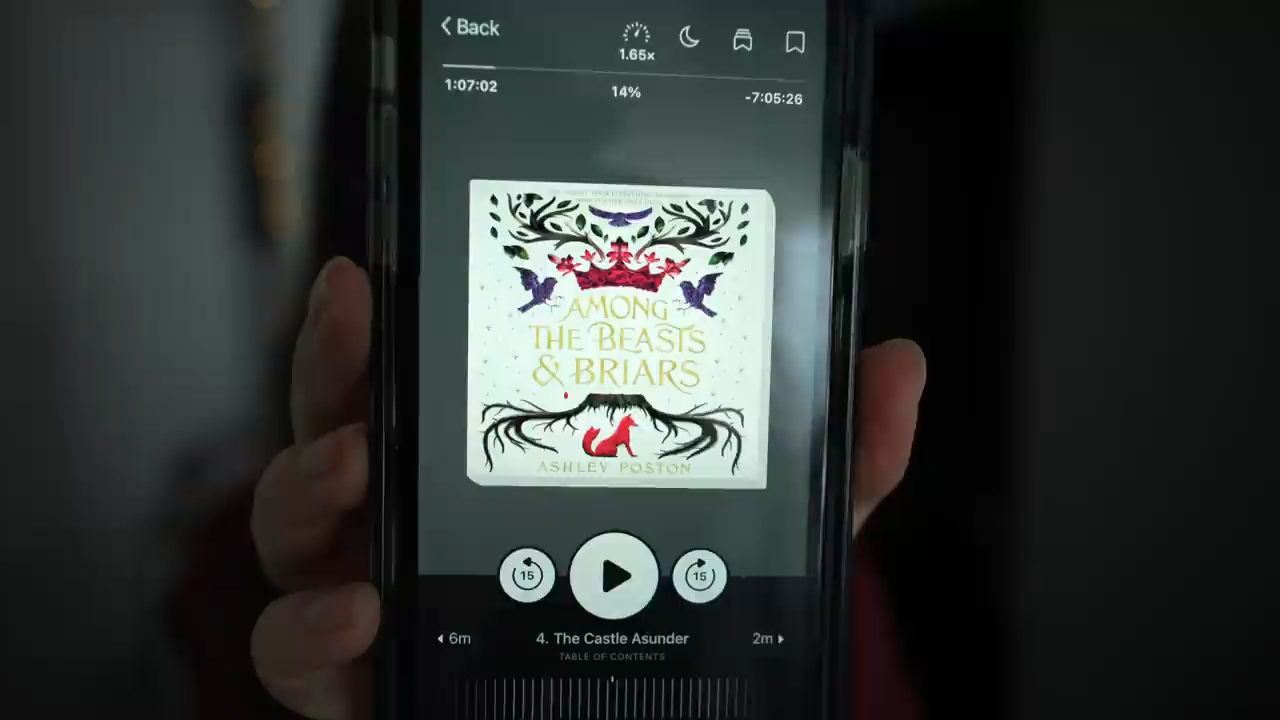 Back
1.65x
1:07:02
14%
-7:05:26
AMONG
THE BEASTS
& BRIARS
ASHLEY POSTON
15
15
6m
4. The Castle Asunder
2m
TABLE OF CONTENTS